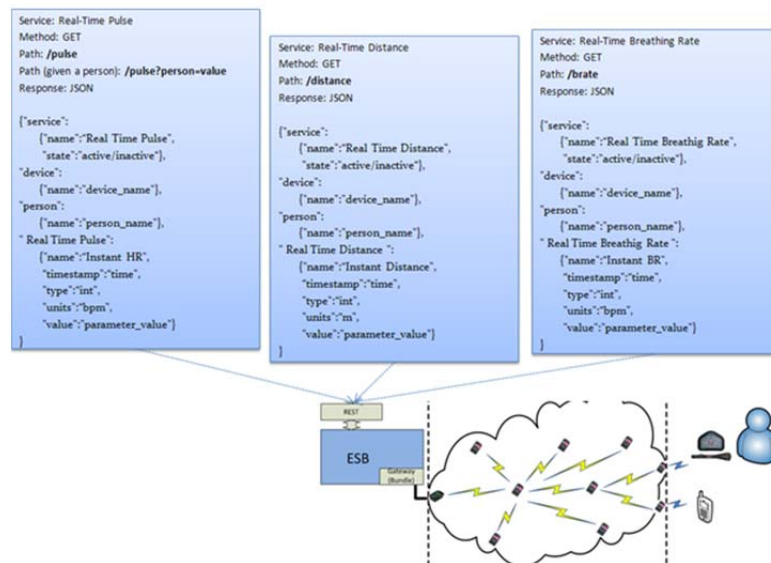 Service: Real-Time Pulse
Method: GET
Path: /pulse
Path (given a person): /pulse?person=value
Response: JSON
{"service":
{"name":"Real Time Pulse",
"state":"active/inactive"},
"device":
{"name":"device_name"},
"person":
{"name":"person_name"},
" Real Time Pulse":
{"name":"Instant HR",
"timestamp":"time",
"type":"int",
"units":"bpm",
"value":"parameter_value"}
}
Service: Real-Time Distance
Method: GET
Path: /distance
Response: JSON
{"service":
{"name":"Real Time Distance",
"state":"active/inactive"},
"device":
{"name":"device_name"},
"person":
{"name":"person_name"},
" Real Time Distance ":
{"name":"Instant Distance",
"timestamp":"time",
"type":"int",
"units":"m",
"value":"parameter_value"}
}
Service: Real-Time Breathing Rate
Method: GET
Path: /brate
Response: JSON
{"service":
{"name":"Real Time Breathig Rate",
"state":"active/inactive"},
"device":
{"name":"device_name"},
"person":
{"name":"person_name"},
" Real Time Breathig Rate ":
{"name":"Instant BR",
"timestamp":"time",
"type":"int",
"units":"bpm",
"value":"parameter_value"}
}
REST
ESB
Gateway
(Bundle)